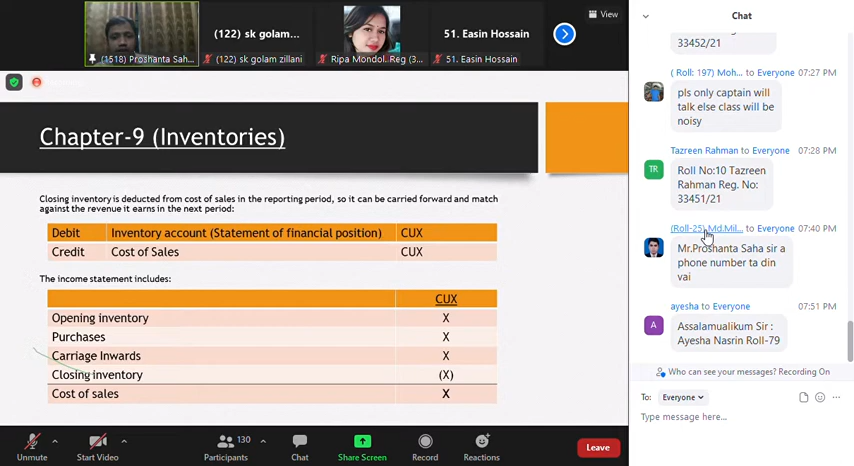 (122) sk golam ...
51. Easin Hossain
View
(1518) Proshanta Sah...
(122) sk golam zillani
Ripa Mondol. Reg (3...
51. Easin Hossain
Chapter-9 (Inventories)
Closing inventory is deducted from cost of sales in the reporting period, so it can be carried forward and match
against the revenue it earns in the next period:
Debit Inventory account (Statement of financial position) CUX
Credit Cost of Sales CUX
The income statement includes:
CUX
Opening inventory X
Purchases X
Carriage Inwards X
Closing inventory (X)
Cost of sales X
Unmute
Start Video
130
Participants
Chat
Share Screen
Record
Reactions
Leave
Chat
33452/21
( Roll: 197) Moh... to Everyone 07:27 PM
pls only captain will
talk else class will be
noisy
Tazreen Rahman to Everyone 07:28 PM
TR
Roll No:10 Tazreen
Rahman Reg. No:
33451/21
(Roll-25) Md.Mil... to Everyone 07:40 PM
Mr.Proshanta Saha sir a
phone number ta din
vai
ayesha to Everyone 07:51 PM
A
Assalamualikum Sir :
Ayesha Nasrin Roll-79
Who can see your messages? Recording On
To: Everyone
Type message here...